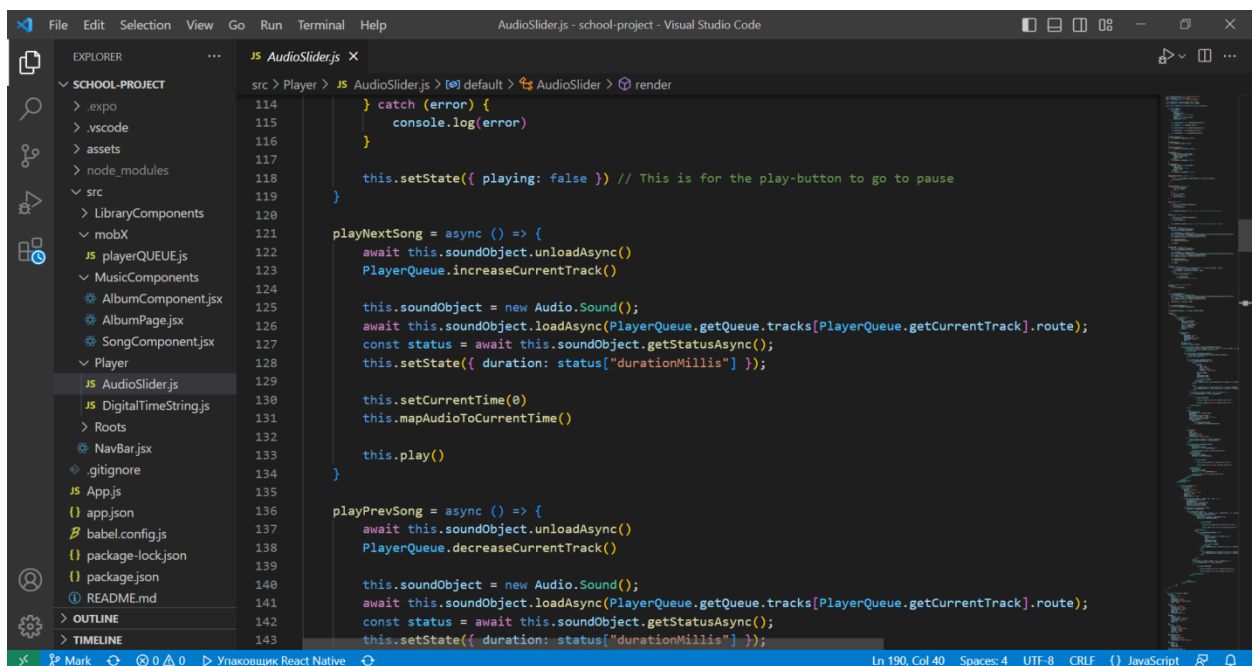 File Edit Selection View Go Run Terminal Help AudioSlider.js - school-project - Visual Studio Code
EXPLORER
SCHOOL-PROJECT
> .expo
> .vscode
> assets
> node_modules
src
> LibraryComponents
mobX
JS playerQUEUE.js
MusicComponents
AlbumComponent.jsx
AlbumPage.jsx
SongComponent.jsx
Player
JS AudioSlider.js
JS DigitalTimeString.js
> Roots
NavBar.jsx
.gitignore
JS App.js
{} app.json
babel.config.js
{} package-lock.json
{} package.json
README.md
> OUTLINE
> TIMELINE
JS AudioSlider.js
src > Player > JS AudioSlider.js > default > AudioSlider > render
114 } catch (error) {
115 console.log(error)
116 }
117
118 this.setState({ playing: false }) // This is for the play-button to go to pause
119 }
120
121 playNextSong = async () => {
122 await this.soundObject.unloadAsync()
123 PlayerQueue.increaseCurrentTrack()
124
125 this.soundObject = new Audio.Sound();
126 await this.soundObject.loadAsync(PlayerQueue.getQueue.tracks[PlayerQueue.getCurrentTrack].route);
127 const status = await this.soundObject.getStatusAsync();
128 this.setState({ duration: status["durationMillis"] });
129
130 this.setCurrentTime(0)
131 this.mapAudioToCurrentTime()
132
133 this.play()
134 }
135
136 playPrevSong = async () => {
137 await this.soundObject.unloadAsync()
138 PlayerQueue.decreaseCurrentTrack()
139
140 this.soundObject = new Audio.Sound();
141 await this.soundObject.loadAsync(PlayerQueue.getQueue.tracks[PlayerQueue.getCurrentTrack].route);
142 const status = await this.soundObject.getStatusAsync();
143 this.setState({ duration: status["durationMillis"] });
Mark 0 0 Упаковщик React Native Ln 190, Col 40 Spaces: 4 UTF-8 CRLF {} JavaScript